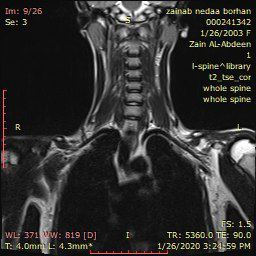 Im: 9/26
Se: 3
S
zainab nedaa borhan
000241342
1/26/2003 F
Zain AL-Abdeen
1
l-spine^library
t2_tse_cor
whole spine
whole spine
R
L
FS: 1.5
WL: 371 WW: 819 [D]
I
TR: 5360.0 TE: 90.0
T: 4.0mm L: 4.3mm*
1/26/2020 3:24:59 PM